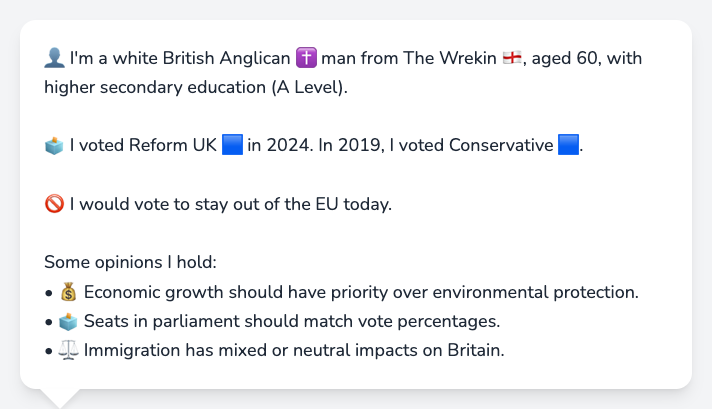 👤 I'm a white British Anglican ✝️ man from The Wrekin 🏴󠁧󠁢󠁥󠁮󠁧󠁿, aged 60, with
higher secondary education (A Level).
🗳️ I voted Reform UK 🟦 in 2024. In 2019, I voted Conservative 🟦.
🚫 I would vote to stay out of the EU today.
Some opinions I hold:
• 💰 Economic growth should have priority over environmental protection.
• 🗳️ Seats in parliament should match vote percentages.
• ⚖️ Immigration has mixed or neutral impacts on Britain.